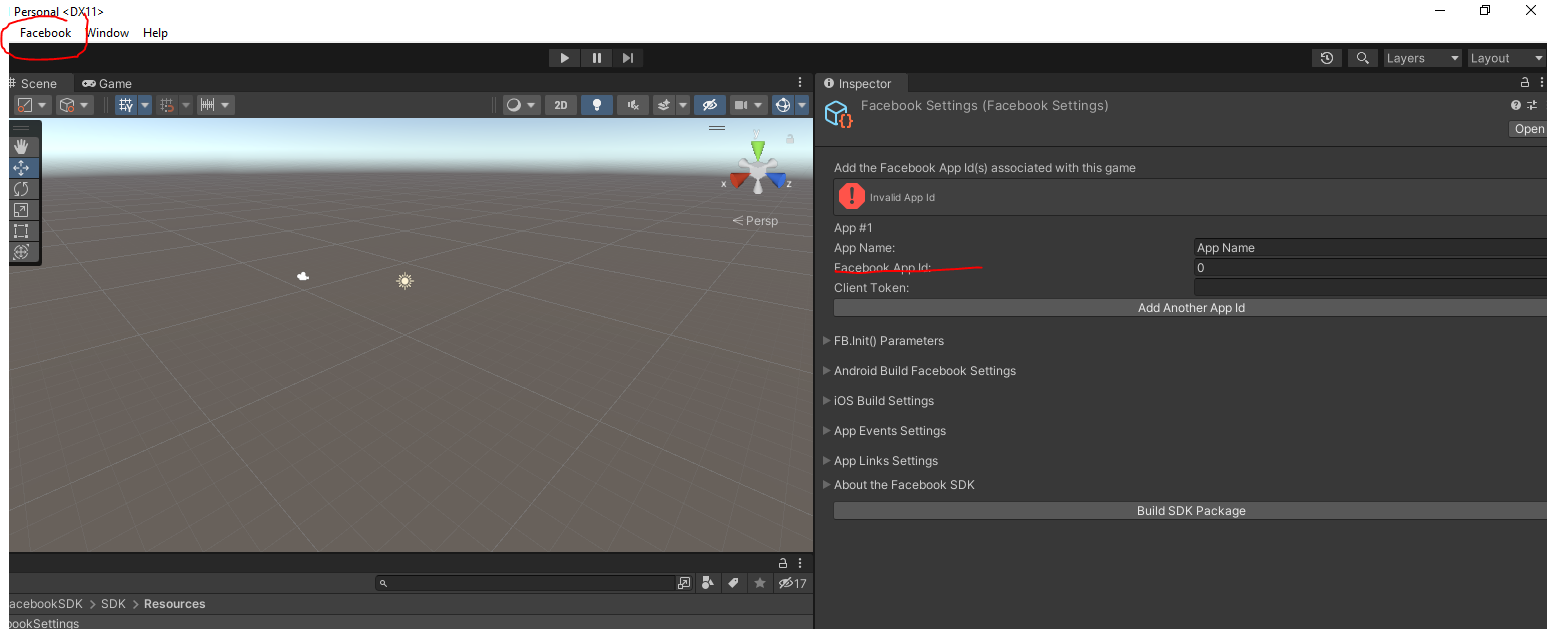 Personal <DX11>
Facebook Window Help
Layers Layout
Scene Game
2D
Inspector
Facebook Settings (Facebook Settings)
Open
y
x z
Persp
Add the Facebook App Id(s) associated with this game
Invalid App Id
App #1
App Name: App Name
Facebook App Id: 0
Client Token:
Add Another App Id
FB.Init() Parameters
Android Build Facebook Settings
iOS Build Settings
App Events Settings
App Links Settings
About the Facebook SDK
Build SDK Package
17
acebookSDK > SDK > Resources
bookSettings